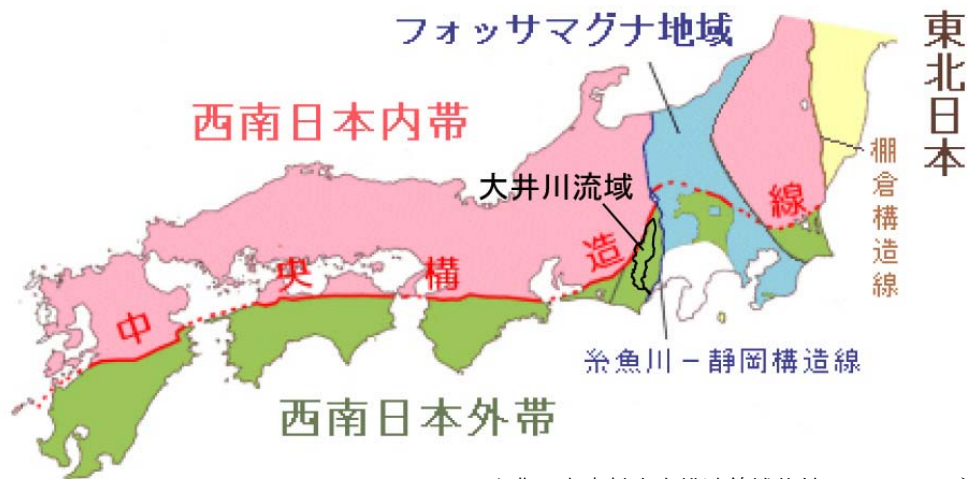 フォッサマグナ地域
東北日本
西南日本内帯
棚倉構造線
大井川流域
中央構造線
糸魚川－静岡構造線
西南日本外帯